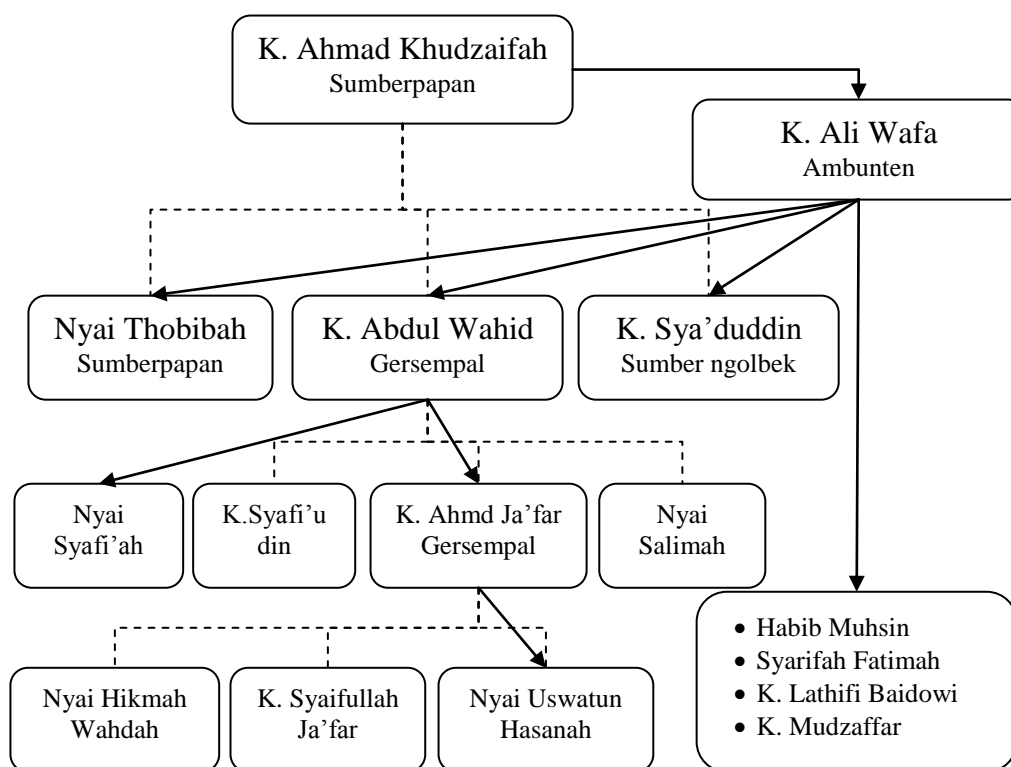 K. Ahmad Khudzaifah
Sumberpapan
K. Ali Wafa
Ambunten
Nyai Thobibah
Sumberpapan
K. Abdul Wahid
Gersempal
K. Sya’duddin
Sumber ngolbek
Nyai
Syafi’ah
K.Syafi’u
din
K. Ahmd Ja’far
Gersempal
Nyai
Salimah
• Habib Muhsin
• Syarifah Fatimah
• K. Lathifi Baidowi
• K. Mudzaffar
Nyai Hikmah
Wahdah
K. Syaifullah
Ja’far
Nyai Uswatun
Hasanah